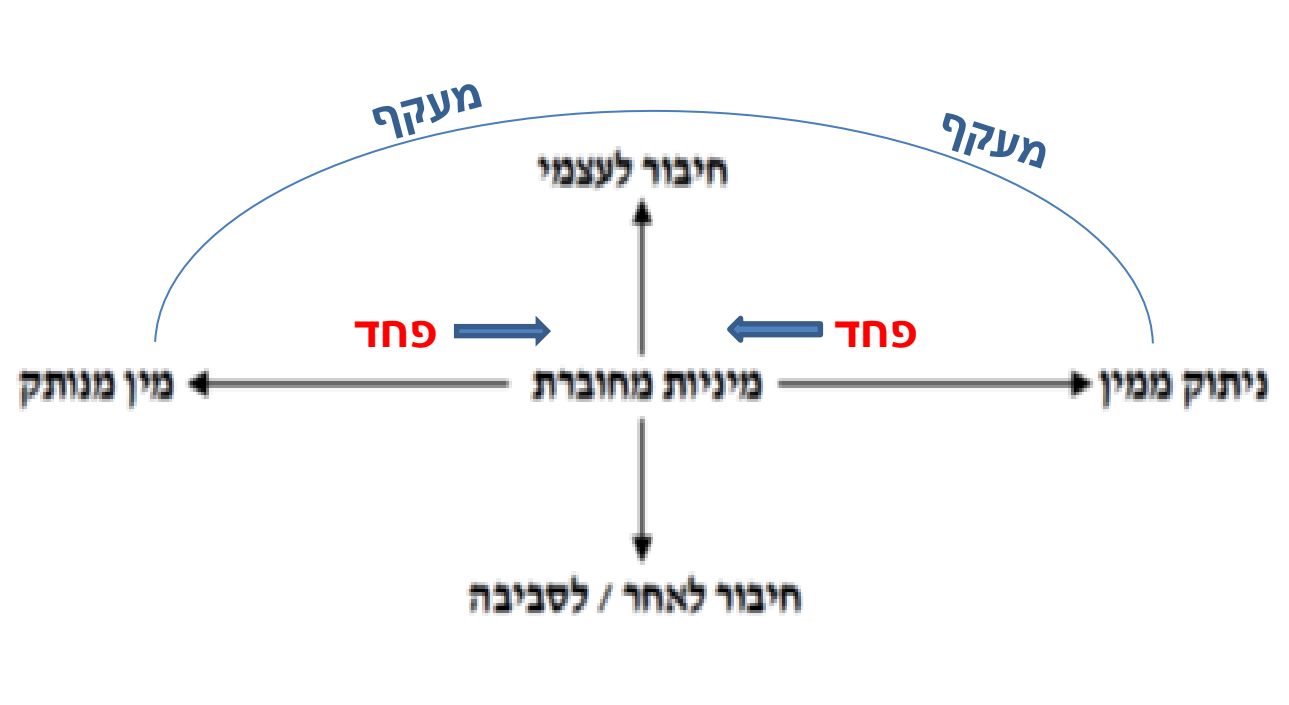 מעקף
מעקף
חיבור לעצמי
פחד
פחד
ניתוק ממין
מיניות מחוברת
מין מנותק
חיבור לאחר / לסביבה